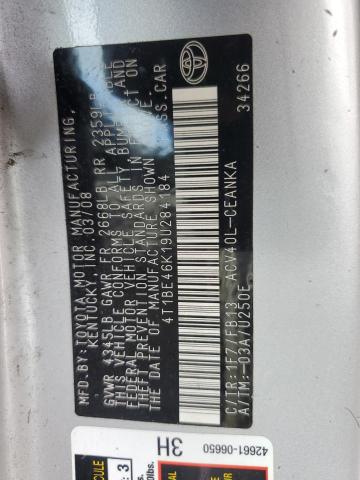 MFD. BY: TOYOTA MOTOR MANUFACTURING,
KENTUCKY, INC. 03/08
GVWR 4345LB GAWR FR 2668LB RR 2359LB
THIS VEHICLE CONFORMS TO ALL APPLICABLE
FEDERAL MOTOR VEHICLE SAFETY, BUMPER AND
THEFT PREVENTION STANDARDS IN EFFECT ON
THE DATE OF MANUFACTURE SHOWN ABOVE.
4T1BE46K19U284184 PASS.CAR
C/TR:1F7/FB13 ACV40L-CEANKA
A/TM:-03A/U250E 34266
42661-06650
3H